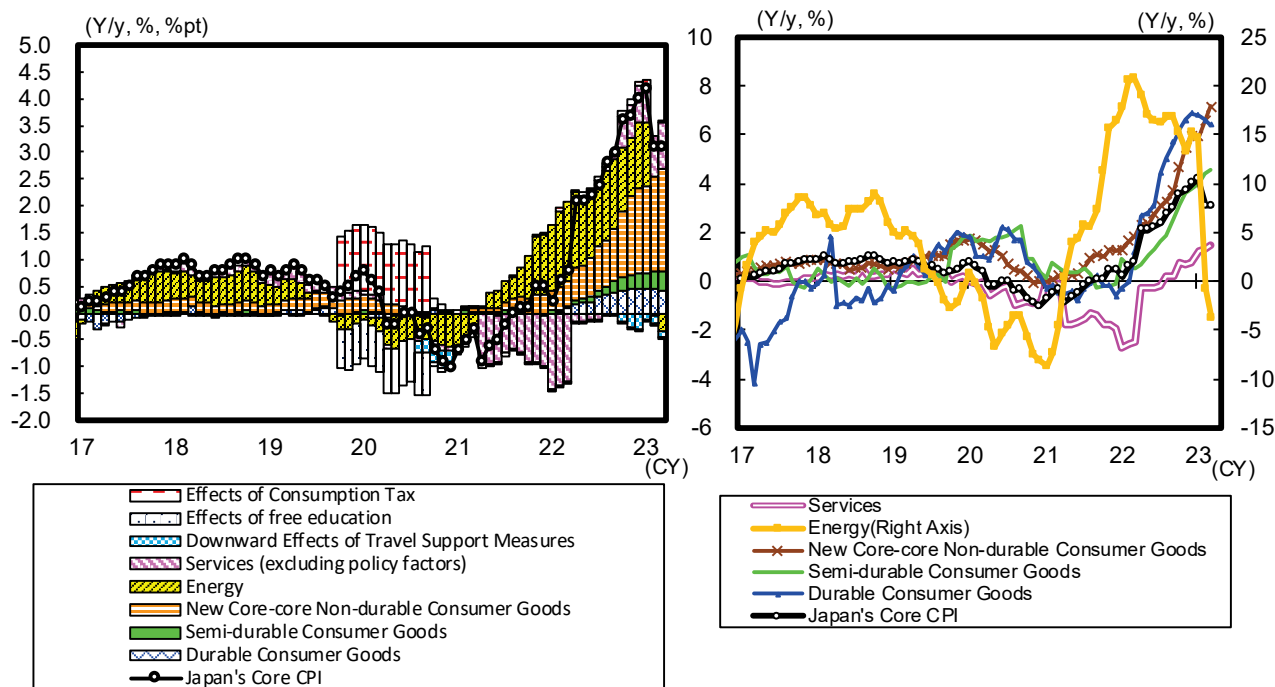 (Y/y, %, %pt)
5.0
4.5
4.0
3.5
3.0
2.5
2.0
1.5
1.0
0.5
0.0
-0.5
-1.0
-1.5
-2.0
17 18 19 20 21 22 23
(CY)
Effects of Consumption Tax
Effects of free education
Downward Effects of Travel Support Measures
Services (excluding policy factors)
Energy
New Core-core Non-durable Consumer Goods
Semi-durable Consumer Goods
Durable Consumer Goods
Japan's Core CPI
(Y/y, %) (Y/y, %)
10 25
8 20
6 15
4 10
2 5
0 0
-2 -5
-4 -10
-6 -15
17 18 19 20 21 22 23
(CY)
Services
Energy(Right Axis)
New Core-core Non-durable Consumer Goods
Semi-durable Consumer Goods
Durable Consumer Goods
Japan's Core CPI